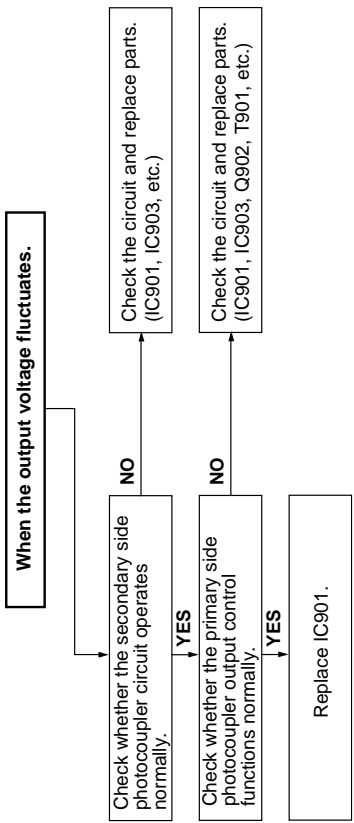 When the output voltage fluctuates.
Check whether the secondary side
photocoupler circuit operates
normally.
NO
Check the circuit and replace parts.
(IC901, IC903, etc.)
YES
Check whether the primary side
photocoupler output control
functions normally.
NO
Check the circuit and replace parts.
(IC901, IC903, Q902, T901, etc.)
YES
Replace IC901.